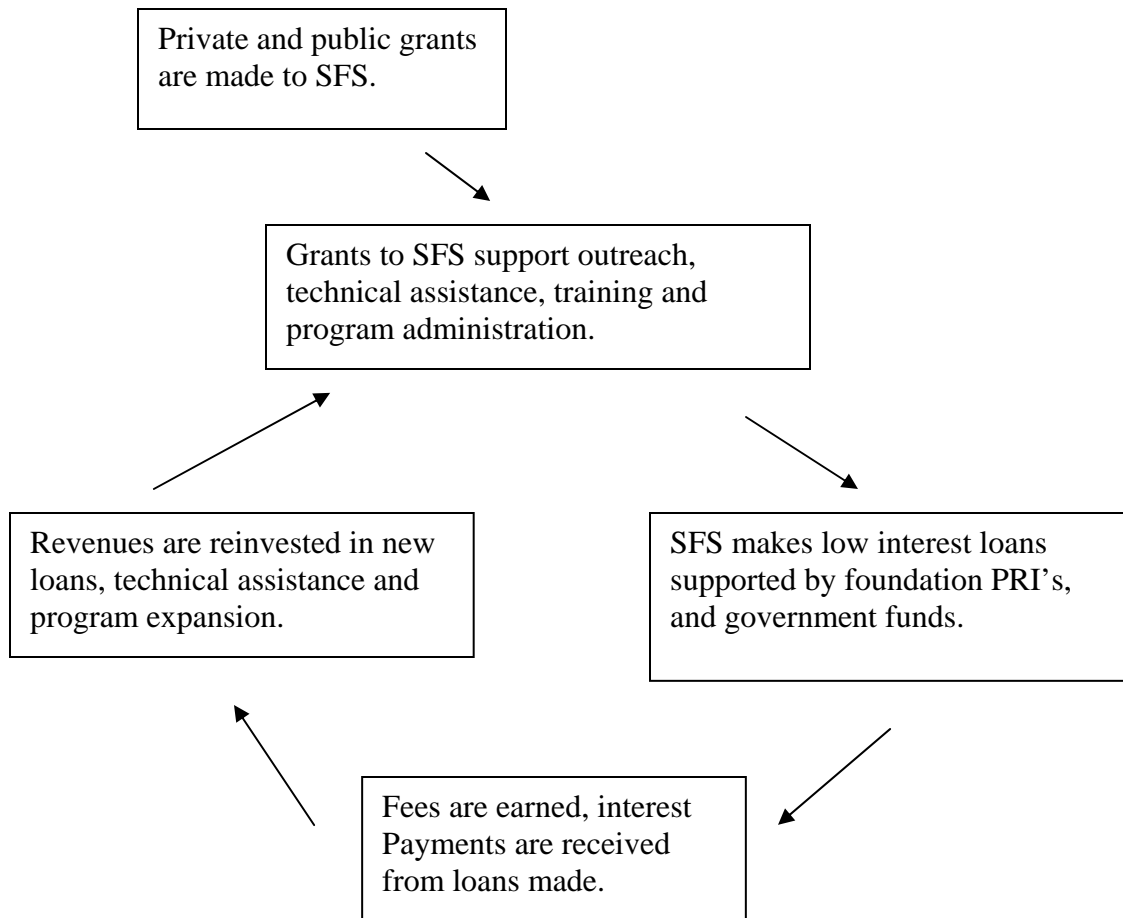 Private and public grants
are made to SFS.
Grants to SFS support outreach,
technical assistance, training and
program administration.
Revenues are reinvested in new
loans, technical assistance and
program expansion.
SFS makes low interest loans
supported by foundation PRI’s,
and government funds.
Fees are earned, interest
Payments are received
from loans made.